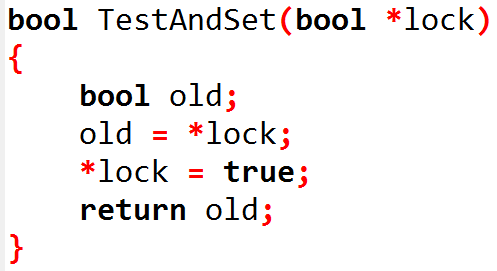 bool TestAndSet(bool *lock)
{
    bool old;
    old = *lock;
    *lock = true;
    return old;
}